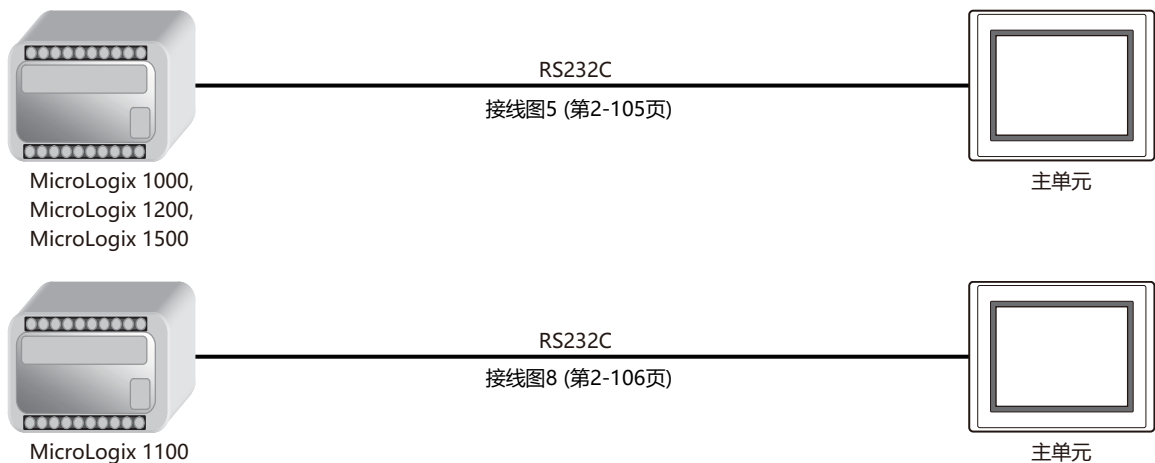 RS232C
接线图5 (第2-105页)
MicroLogix 1000,
MicroLogix 1200,
MicroLogix 1500
主单元
RS232C
接线图8 (第2-106页)
MicroLogix 1100
主单元